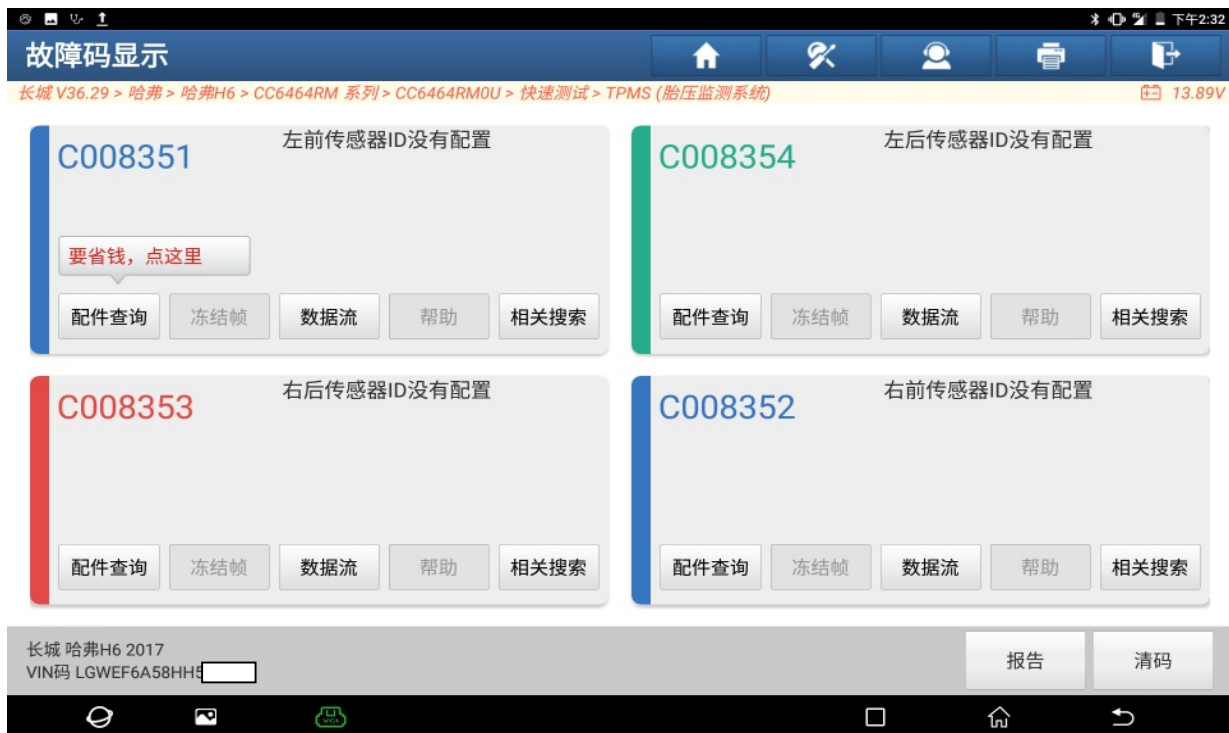 下午2:32
故障码显示
长城 V36.29 > 哈弗 > 哈弗H6 > CC6464RM 系列 > CC6464RM0U > 快速测试 > TPMS (胎压监测系统)
13.89V
C008351
左前传感器ID没有配置
要省钱，点这里
配件查询 冻结帧 数据流 帮助 相关搜索
C008354
左后传感器ID没有配置
配件查询 冻结帧 数据流 帮助 相关搜索
C008353
右后传感器ID没有配置
配件查询 冻结帧 数据流 帮助 相关搜索
C008352
右前传感器ID没有配置
配件查询 冻结帧 数据流 帮助 相关搜索
长城 哈弗H6 2017
VIN码 LGWEF6A58HH5
报告
清码